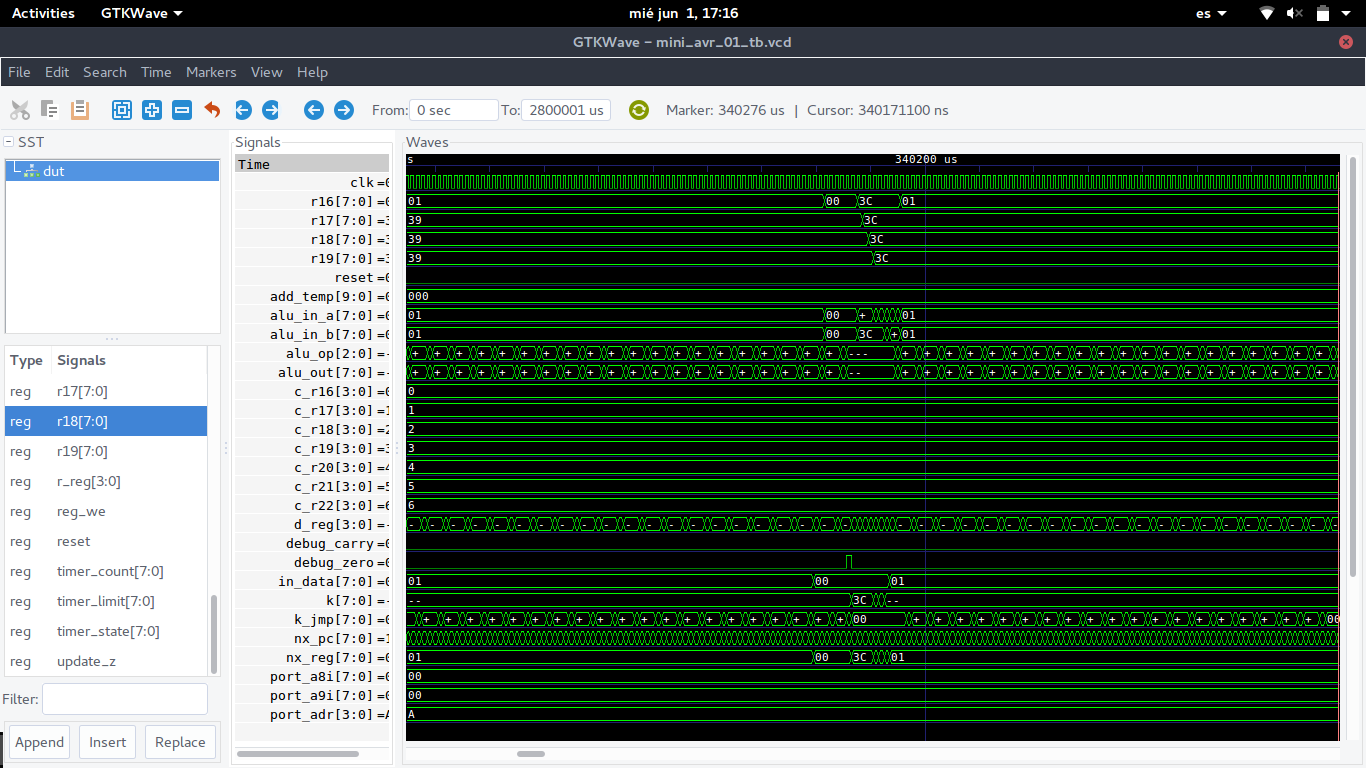 Activities GTKWave mié jun 1, 17:16 es
GTKWave – mini_avr_01_tb.vcd
File Edit Search Time Markers View Help
From: 0 sec To: 2800001 us Marker: 340276 us | Cursor: 340171100 ns
SST
dut
Type Signals
reg r17[7:0]
reg r18[7:0]
reg r19[7:0]
reg r_reg[3:0]
reg reg_we
reg reset
reg timer_count[7:0]
reg timer_limit[7:0]
reg timer_state[7:0]
reg update_z
Filter:
Append Insert Replace
Signals
Time
clk=0
r16[7:0]=0
r17[7:0]=3
r18[7:0]=3
r19[7:0]=3
reset=0
add_temp[9:0]=0
alu_in_a[7:0]=0
alu_in_b[7:0]=0
alu_op[2:0]=-
alu_out[7:0]=-
c_r16[3:0]=0
c_r17[3:0]=1
c_r18[3:0]=2
c_r19[3:0]=3
c_r20[3:0]=4
c_r21[3:0]=5
c_r22[3:0]=6
d_reg[3:0]=-
debug_carry=0
debug_zero=0
in_data[7:0]=0
k[7:0]=-
k_jmp[7:0]=0
nx_pc[7:0]=1
nx_reg[7:0]=0
port_a8i[7:0]=0
port_a9i[7:0]=0
port_adr[3:0]=A
Waves
s 340200 us
01 00 3C 01
39 3C
39 3C
39 3C
000
01 00 + 01
01 00 3C + 01
+ + + + + + + + + + + + + + + + + + + + --- + + + + + + + + + + + + + + + + + + + +
+ + + + + + + + + + + + + + + + + + + + -- + + + + + + + + + + + + + + + + + + + +
0
1
2
3
4
5
6
01 00 01
-- 3C --
00 00
01 00 3C 01
00
00
A